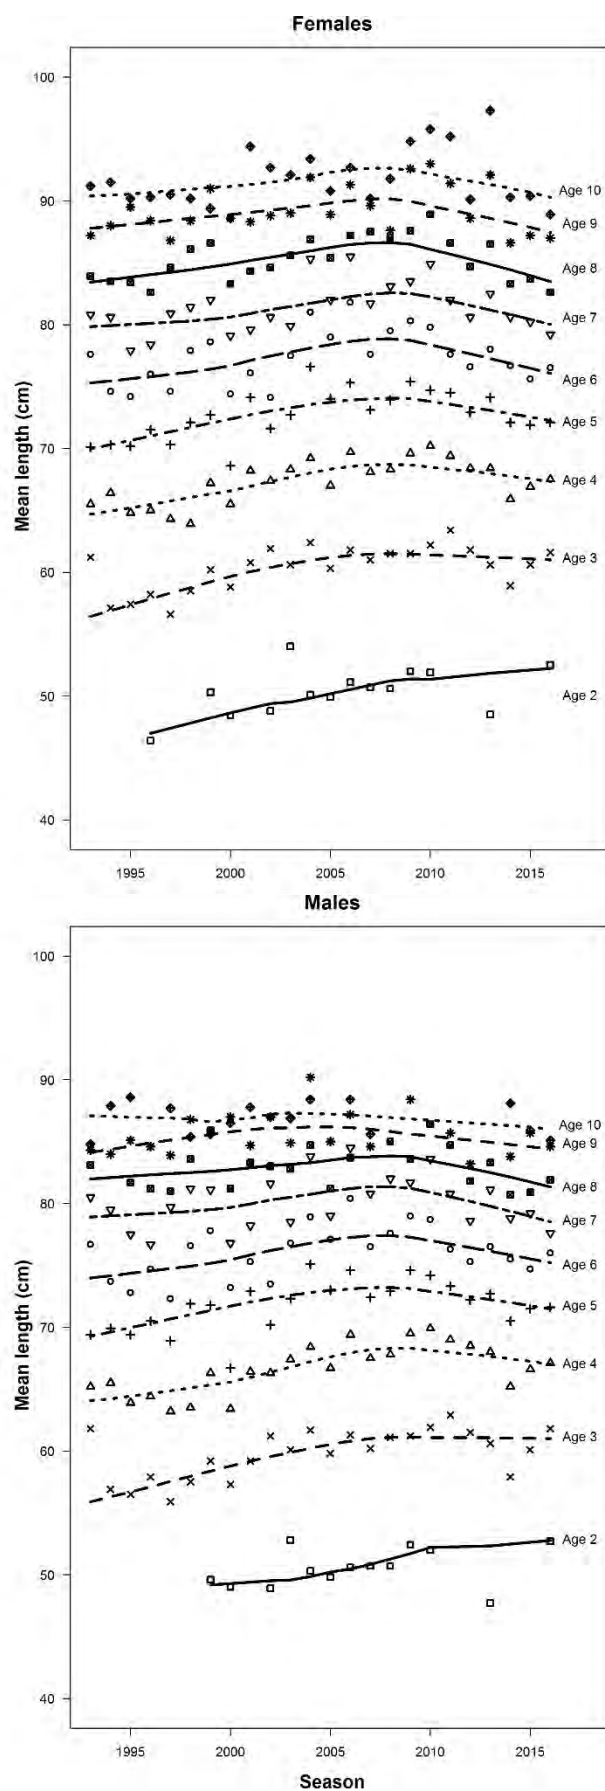 Females
100
90
80
70
60
50
40
Mean length (cm)
Age 10
Age 9
Age 8
Age 7
Age 6
Age 5
Age 4
Age 3
Age 2
1995 2000 2005 2010 2015
Males
100
90
80
70
60
50
40
Mean length (cm)
Age 10
Age 9
Age 8
Age 7
Age 6
Age 5
Age 4
Age 3
Age 2
1995 2000 2005 2010 2015
Season